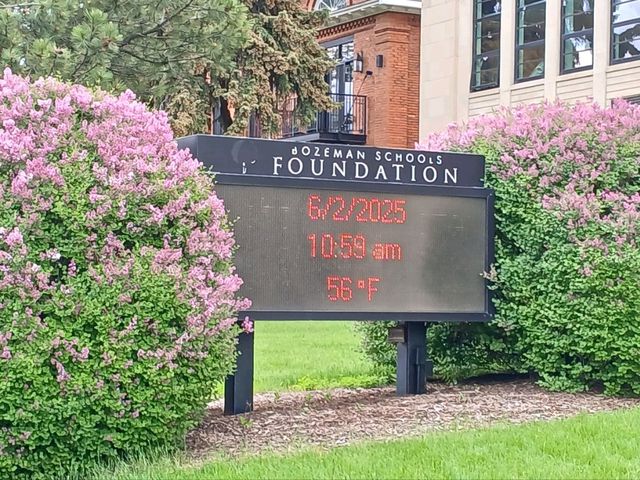 BOZEMAN SCHOOLS
FOUNDATION
6/2/2025
10:59 am
56°F